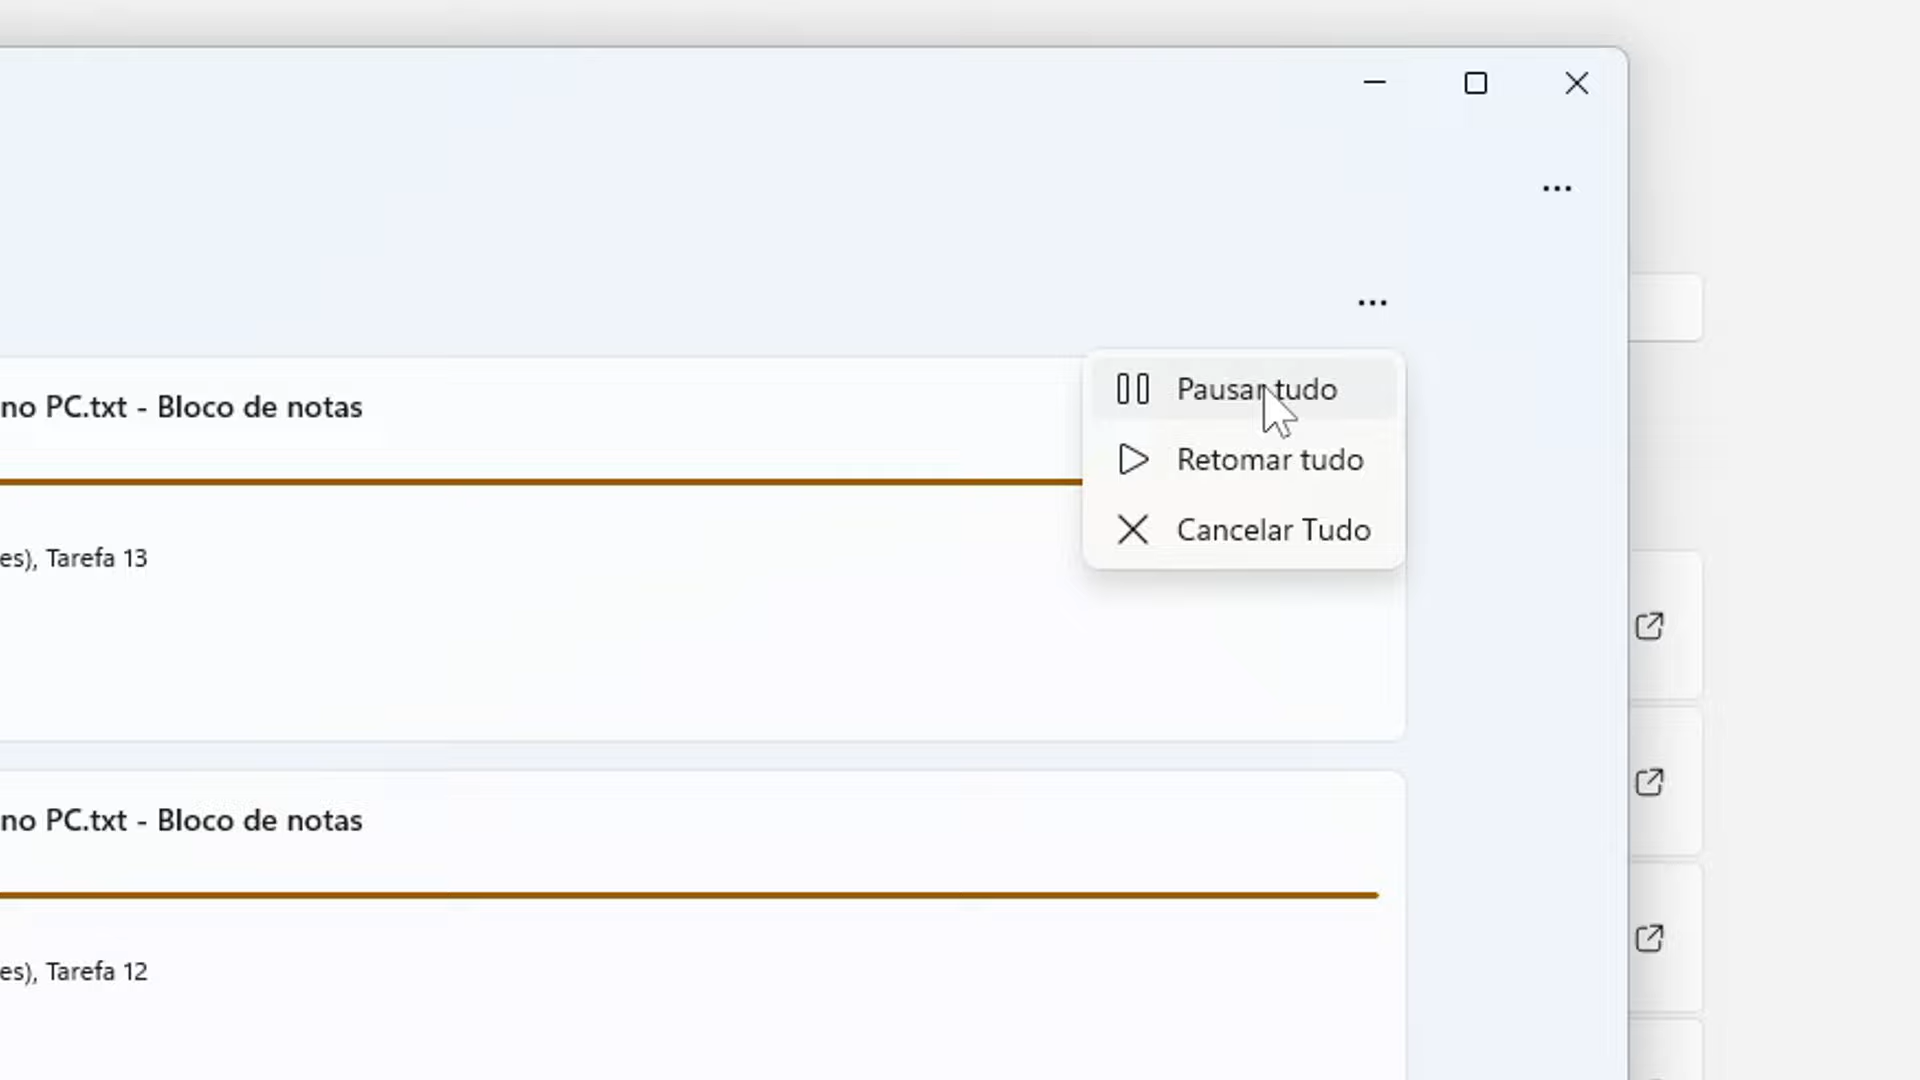 Pausar tudo
no PC.txt - Bloco de notas
Retomar tudo
Cancelar Tudo
es), Tarefa 13
no PC.txt - Bloco de notas
es), Tarefa 12